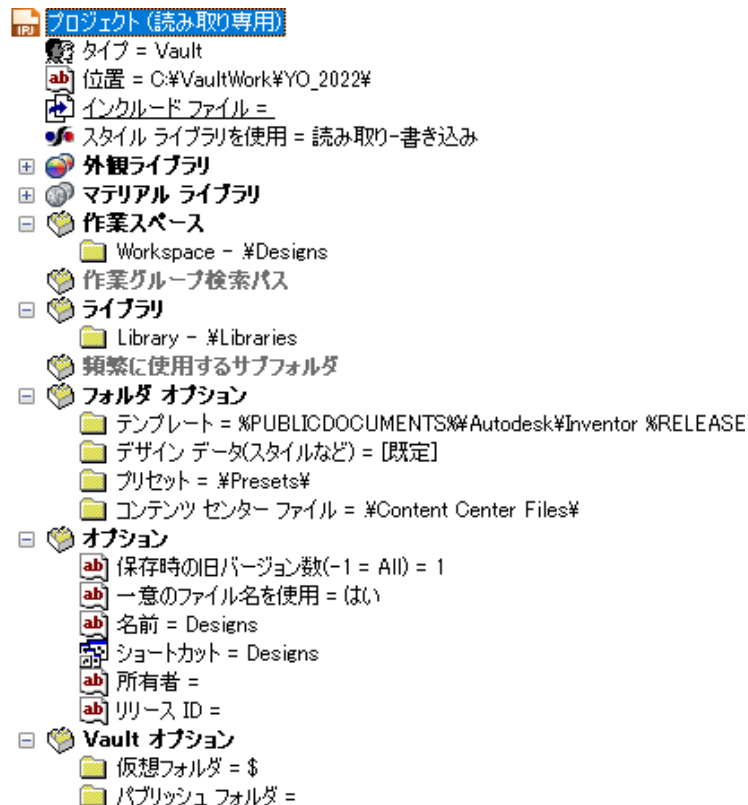 プロジェクト (読み取り専用)
タイプ = Vault
位置 = C:¥VaultWork¥YO_2022¥
インクルード ファイル =
スタイル ライブラリを使用 = 読み取り-書き込み
外観ライブラリ
マテリアル ライブラリ
作業スペース
Workspace - .¥Designs
作業グループ検索パス
ライブラリ
Library - .¥Libraries
頻繁に使用するサブフォルダ
フォルダ オプション
テンプレート = %PUBLICDOCUMENTS%¥Autodesk¥Inventor %RELEASE
デザイン データ(スタイルなど) = [既定]
プリセット = .¥Presets¥
コンテンツ センター ファイル = .¥Content Center Files¥
オプション
保存時の旧バージョン数(-1 = All) = 1
一意のファイル名を使用 = はい
名前 = Designs
ショートカット = Designs
所有者 =
リリース ID =
Vault オプション
仮想フォルダ = $
パブリッシュ フォルダ =